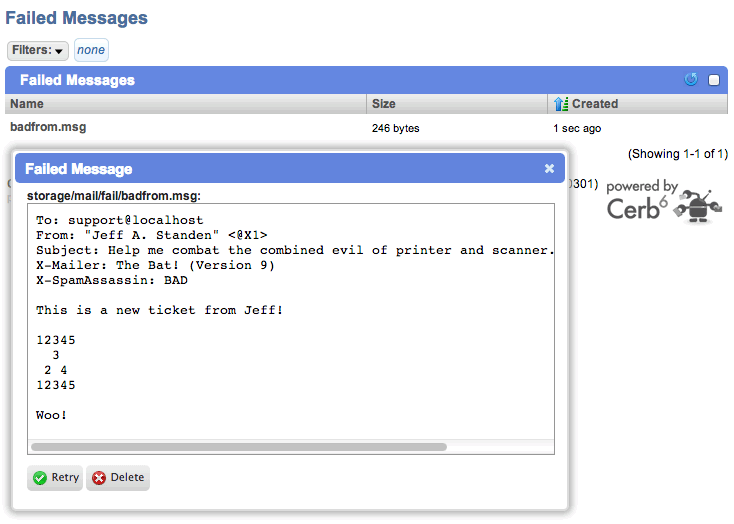 Failed Messages
Filters: none
Failed Messages
Name Size Created
badfrom.msg 246 bytes 1 sec ago
(Showing 1-1 of 1)
Failed Message
301)
powered by
Cerb6
storage/mail/fail/badfrom.msg:
To: support@localhost
From: "Jeff A. Standen" <@X1>
Subject: Help me combat the combined evil of printer and scanner.
X-Mailer: The Bat! (Version 9)
X-SpamAssassin: BAD
This is a new ticket from Jeff!
12345
3
2 4
12345
Woo!
Retry Delete